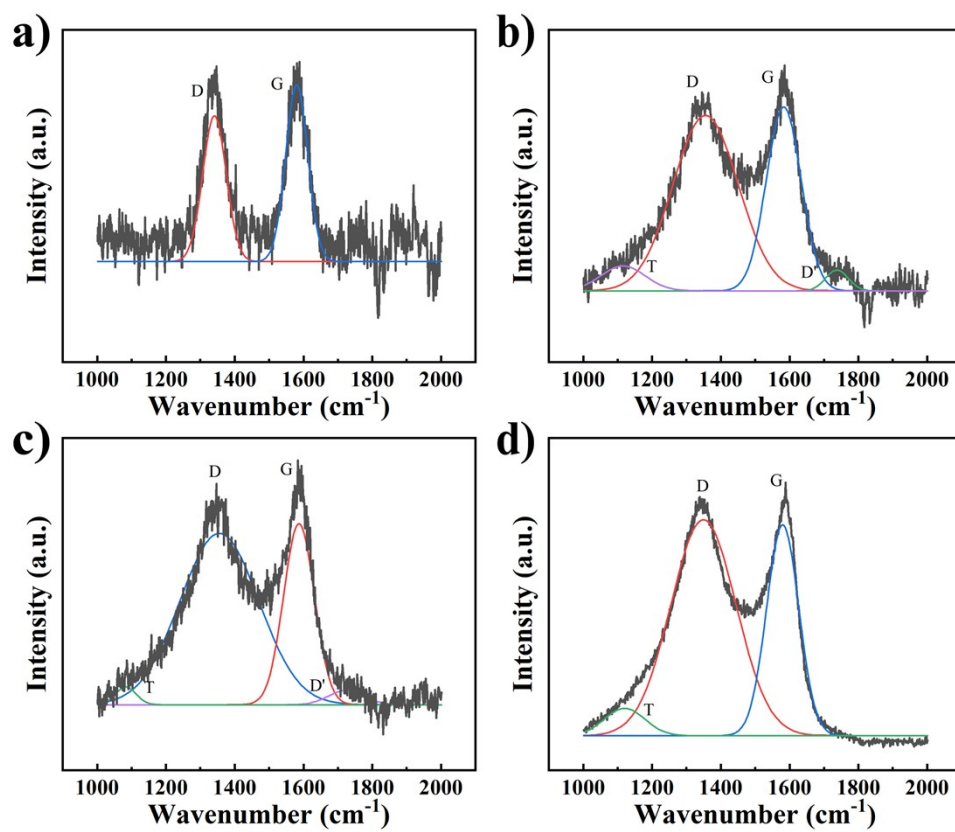 a)
D
G
Intensity (a.u.)
1000 1200 1400 1600 1800 2000
Wavenumber (cm⁻¹)
b)
D
G
T
D'
Intensity (a.u.)
1000 1200 1400 1600 1800 2000
Wavenumber (cm⁻¹)
c)
D
G
T
D'
Intensity (a.u.)
1000 1200 1400 1600 1800 2000
Wavenumber (cm⁻¹)
d)
D
G
T
Intensity (a.u.)
1000 1200 1400 1600 1800 2000
Wavenumber (cm⁻¹)